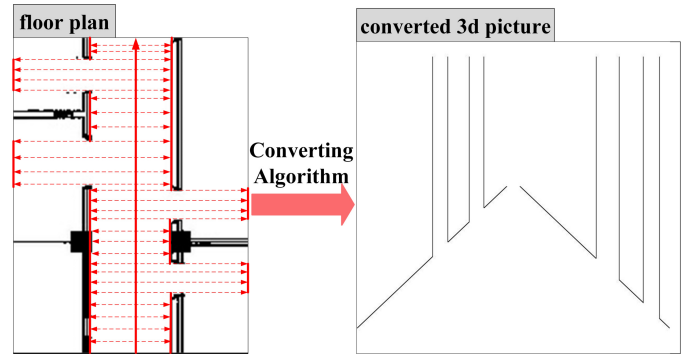 floor plan
converted 3d picture
Converting
Algorithm